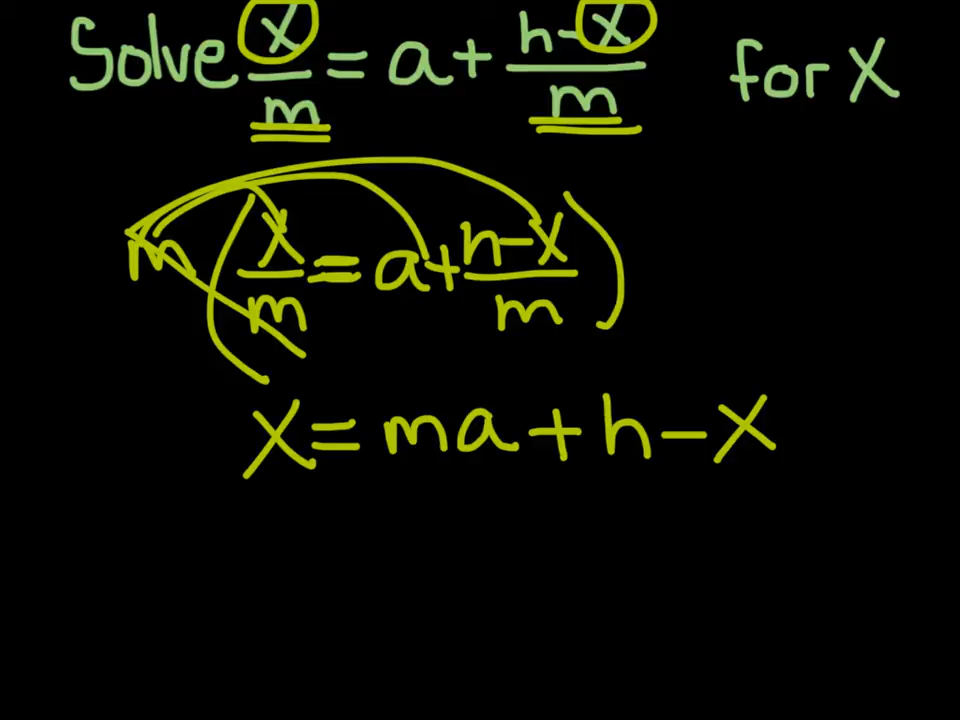 Solve x/m = a + h-x/m for X
m (x/m = a + h-x/m)
X = ma + h - X